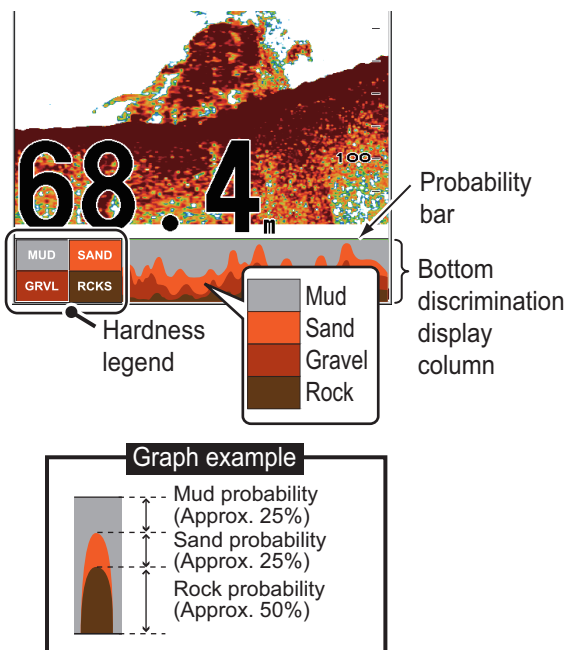 100
68.4m
Probability
bar
MUD SAND
GRVL RCKS
Bottom
discrimination
display
column
Mud
Sand
Gravel
Rock
Hardness
legend
Graph example
Mud probability
(Approx. 25%)
Sand probability
(Approx. 25%)
Rock probability
(Approx. 50%)